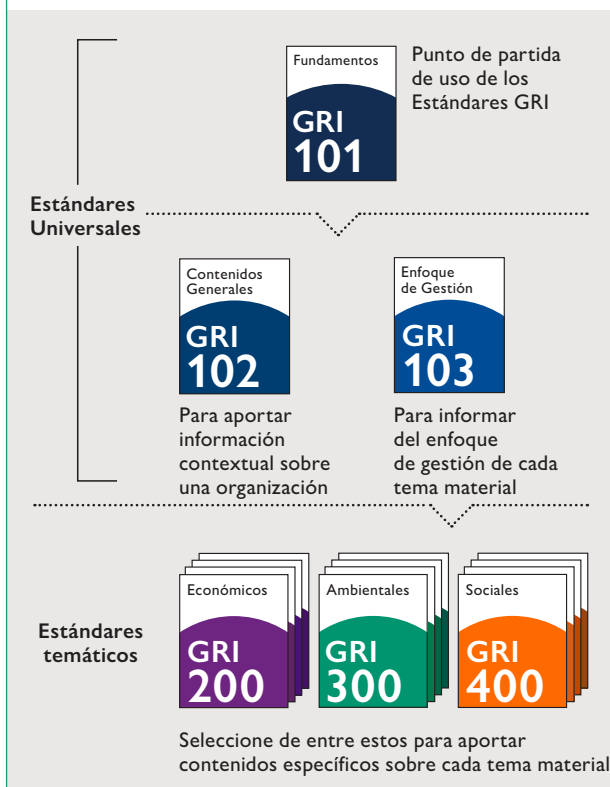 Fundamentos
GRI
101
Punto de partida
de uso de los
Estándares GRI
Estándares
Universales
Contenidos
Generales
GRI
102
Para aportar
información
contextual sobre
una organización
Enfoque
de Gestión
GRI
103
Para informar
del enfoque
de gestión de cada
tema material
Estándares
temáticos
Económicos
GRI
200
Ambientales
GRI
300
Sociales
GRI
400
Seleccione de entre estos para aportar
contenidos específicos sobre cada tema material